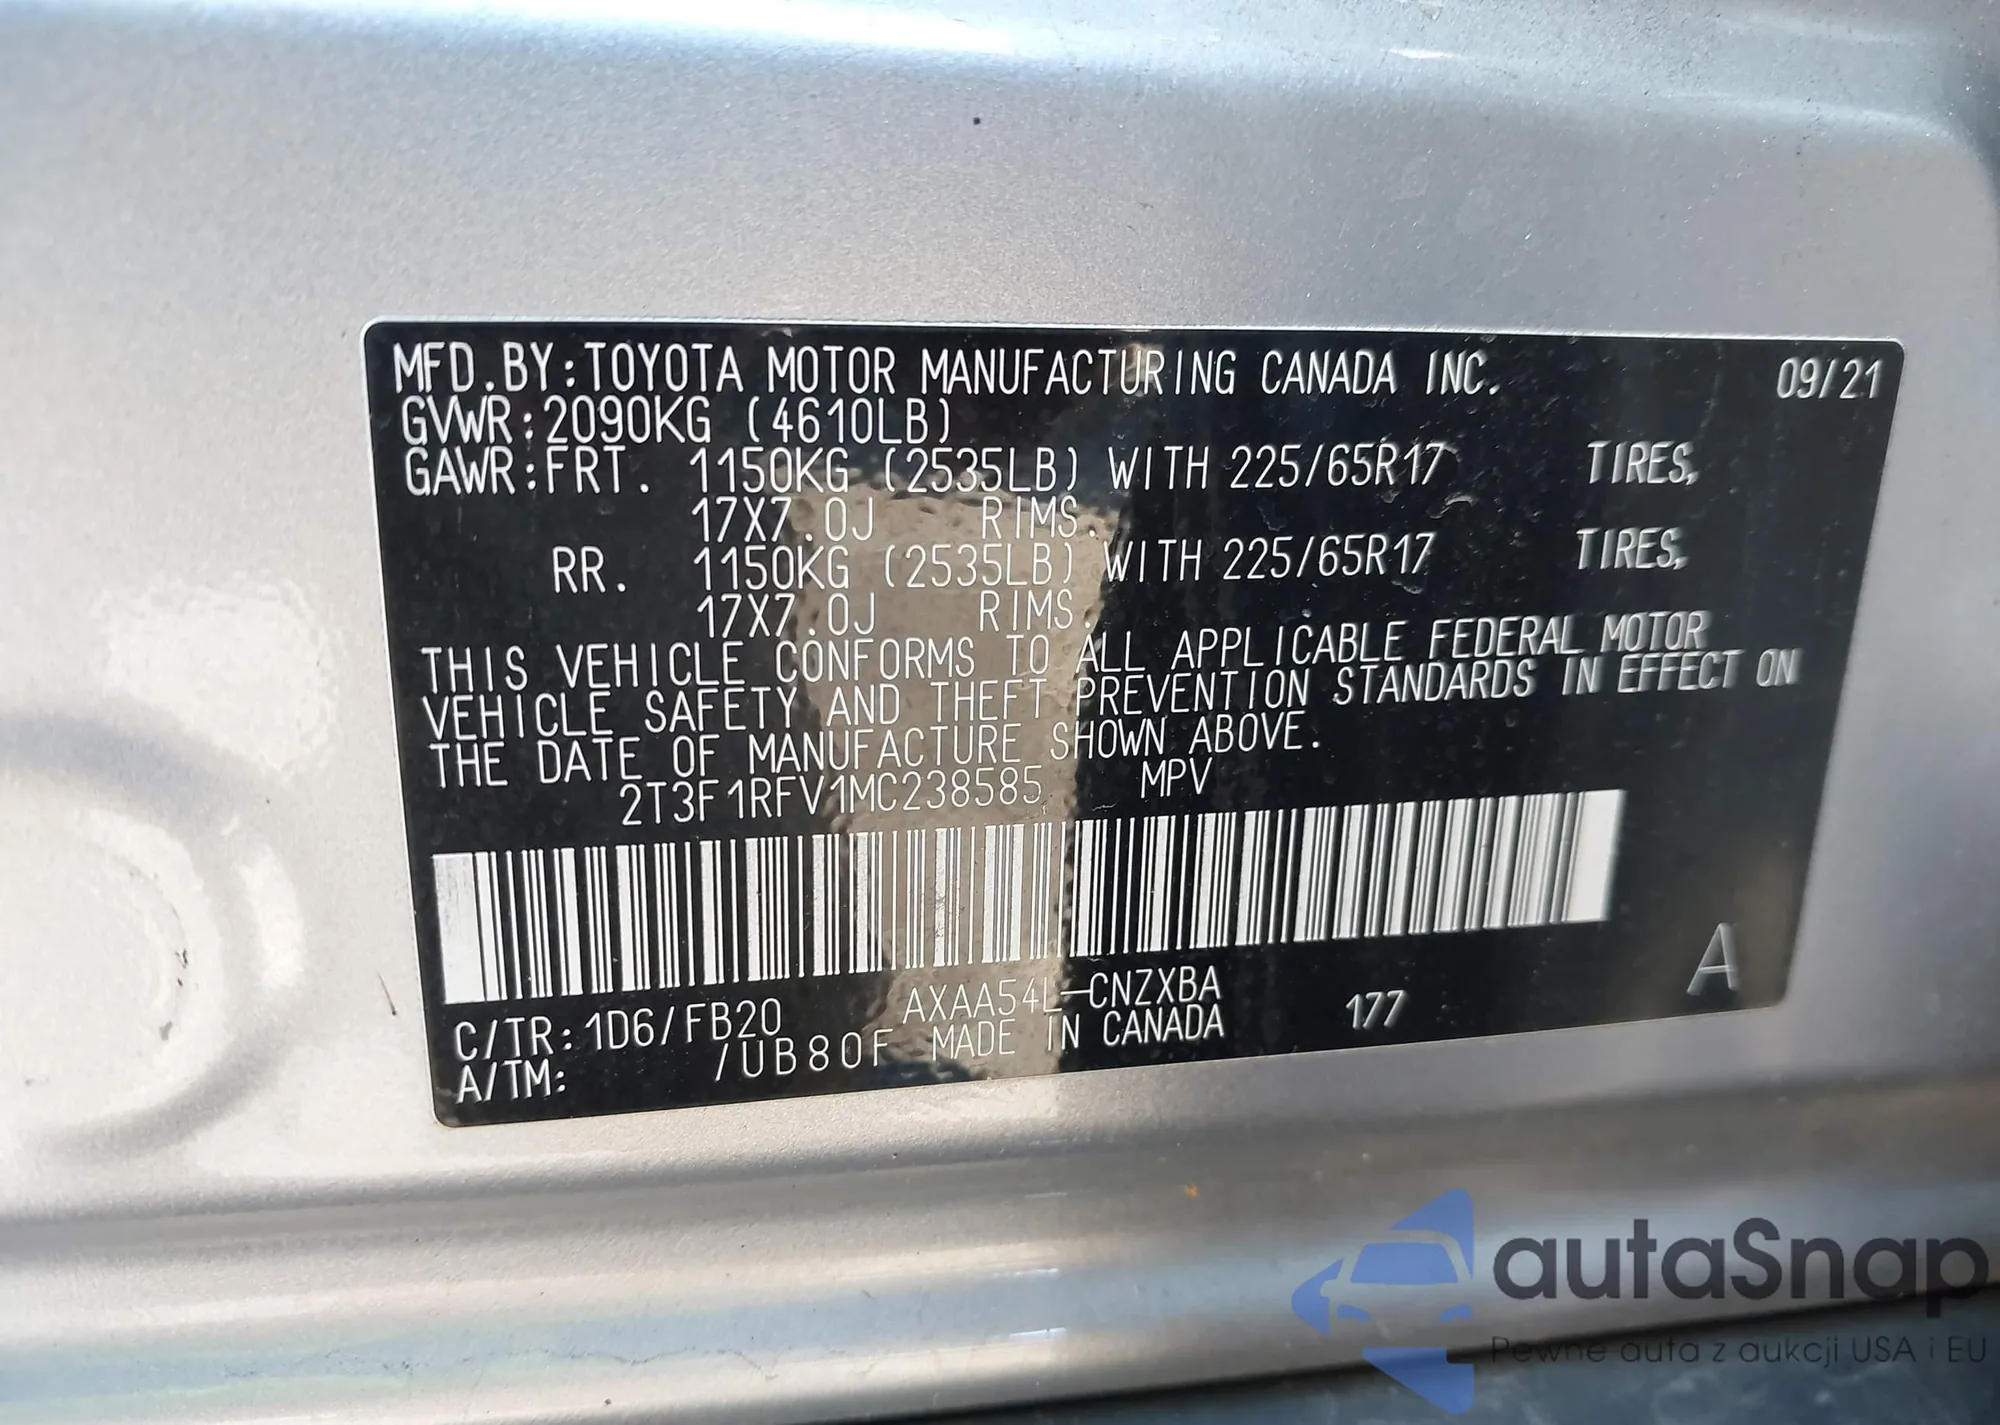 MFD.BY:TOYOTA MOTOR MANUFACTURING CANADA INC. 09/21
GVWR:2090KG (4610LB)
GAWR:FRT. 1150KG (2535LB) WITH 225/65R17 TIRES,
17X7.0J RIMS.
RR. 1150KG (2535LB) WITH 225/65R17 TIRES,
17X7.0J RIMS.
THIS VEHICLE CONFORMS TO ALL APPLICABLE FEDERAL MOTOR
VEHICLE SAFETY AND THEFT PREVENTION STANDARDS IN EFFECT ON
THE DATE OF MANUFACTURE SHOWN ABOVE.
2T3F1RFV1MC238585 MPV
C/TR:1D6/FB20 AXAA54L-CNZXBA 177 A
A/TM: /UB80F MADE IN CANADA
autaSnap
Pewne auta z aukcji USA i EU